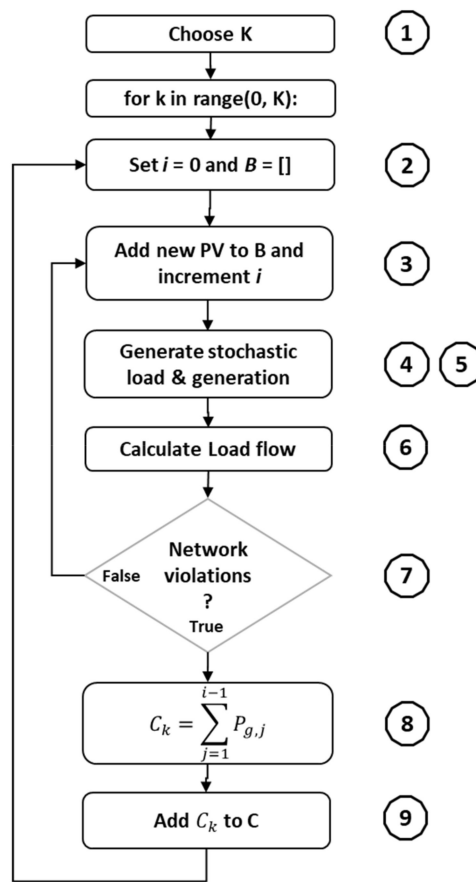 Choose K
1
for k in range(0, K):
Set i = 0 and B = []
2
Add new PV to B and
increment i
3
Generate stochastic
load & generation
4 5
Calculate Load flow
6
Network
violations
?
False
True
7
C_k = \sum_{j=1}^{i-1} P_{g,j}
8
Add C_k to C
9